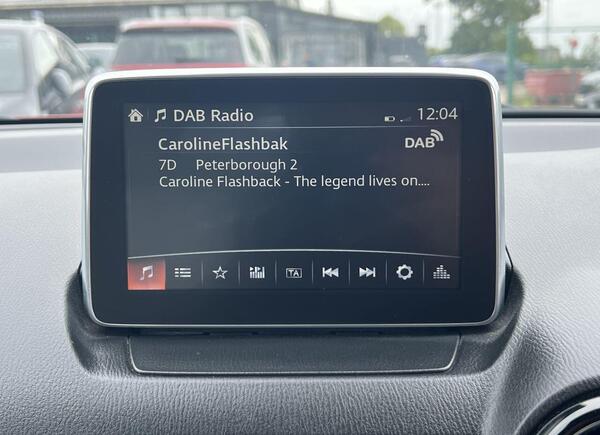 DAB Radio 12:04
CarolineFlashbak DAB
7D Peterborough 2
Caroline Flashback - The legend lives on....
TA